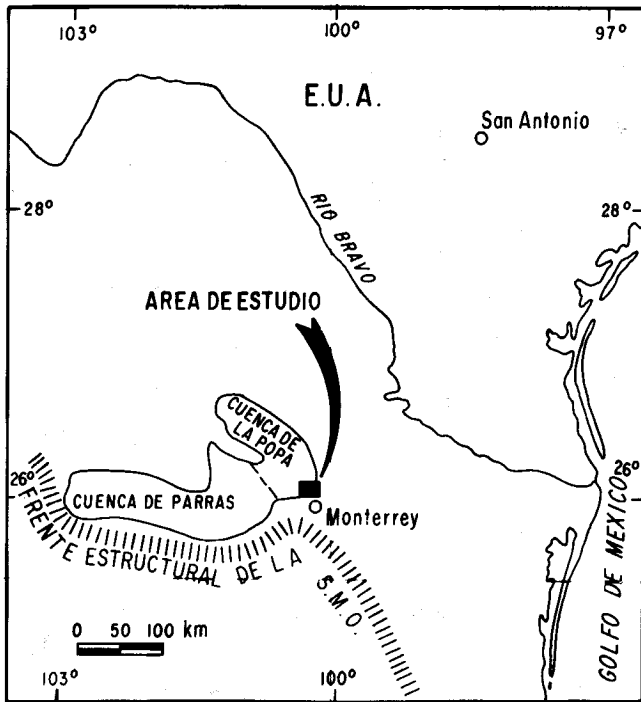 103°
100°
97°
E.U.A.
San Antonio
28°
28°
RIO BRAVO
AREA DE ESTUDIO
CUENCA DE
LA POPA
26°
26°
CUENCA DE PARRAS
Monterrey
FRENTE ESTRUCTURAL DE LA S.M.O.
GOLFO DE MEXICO
0 50 100 km
103°
100°